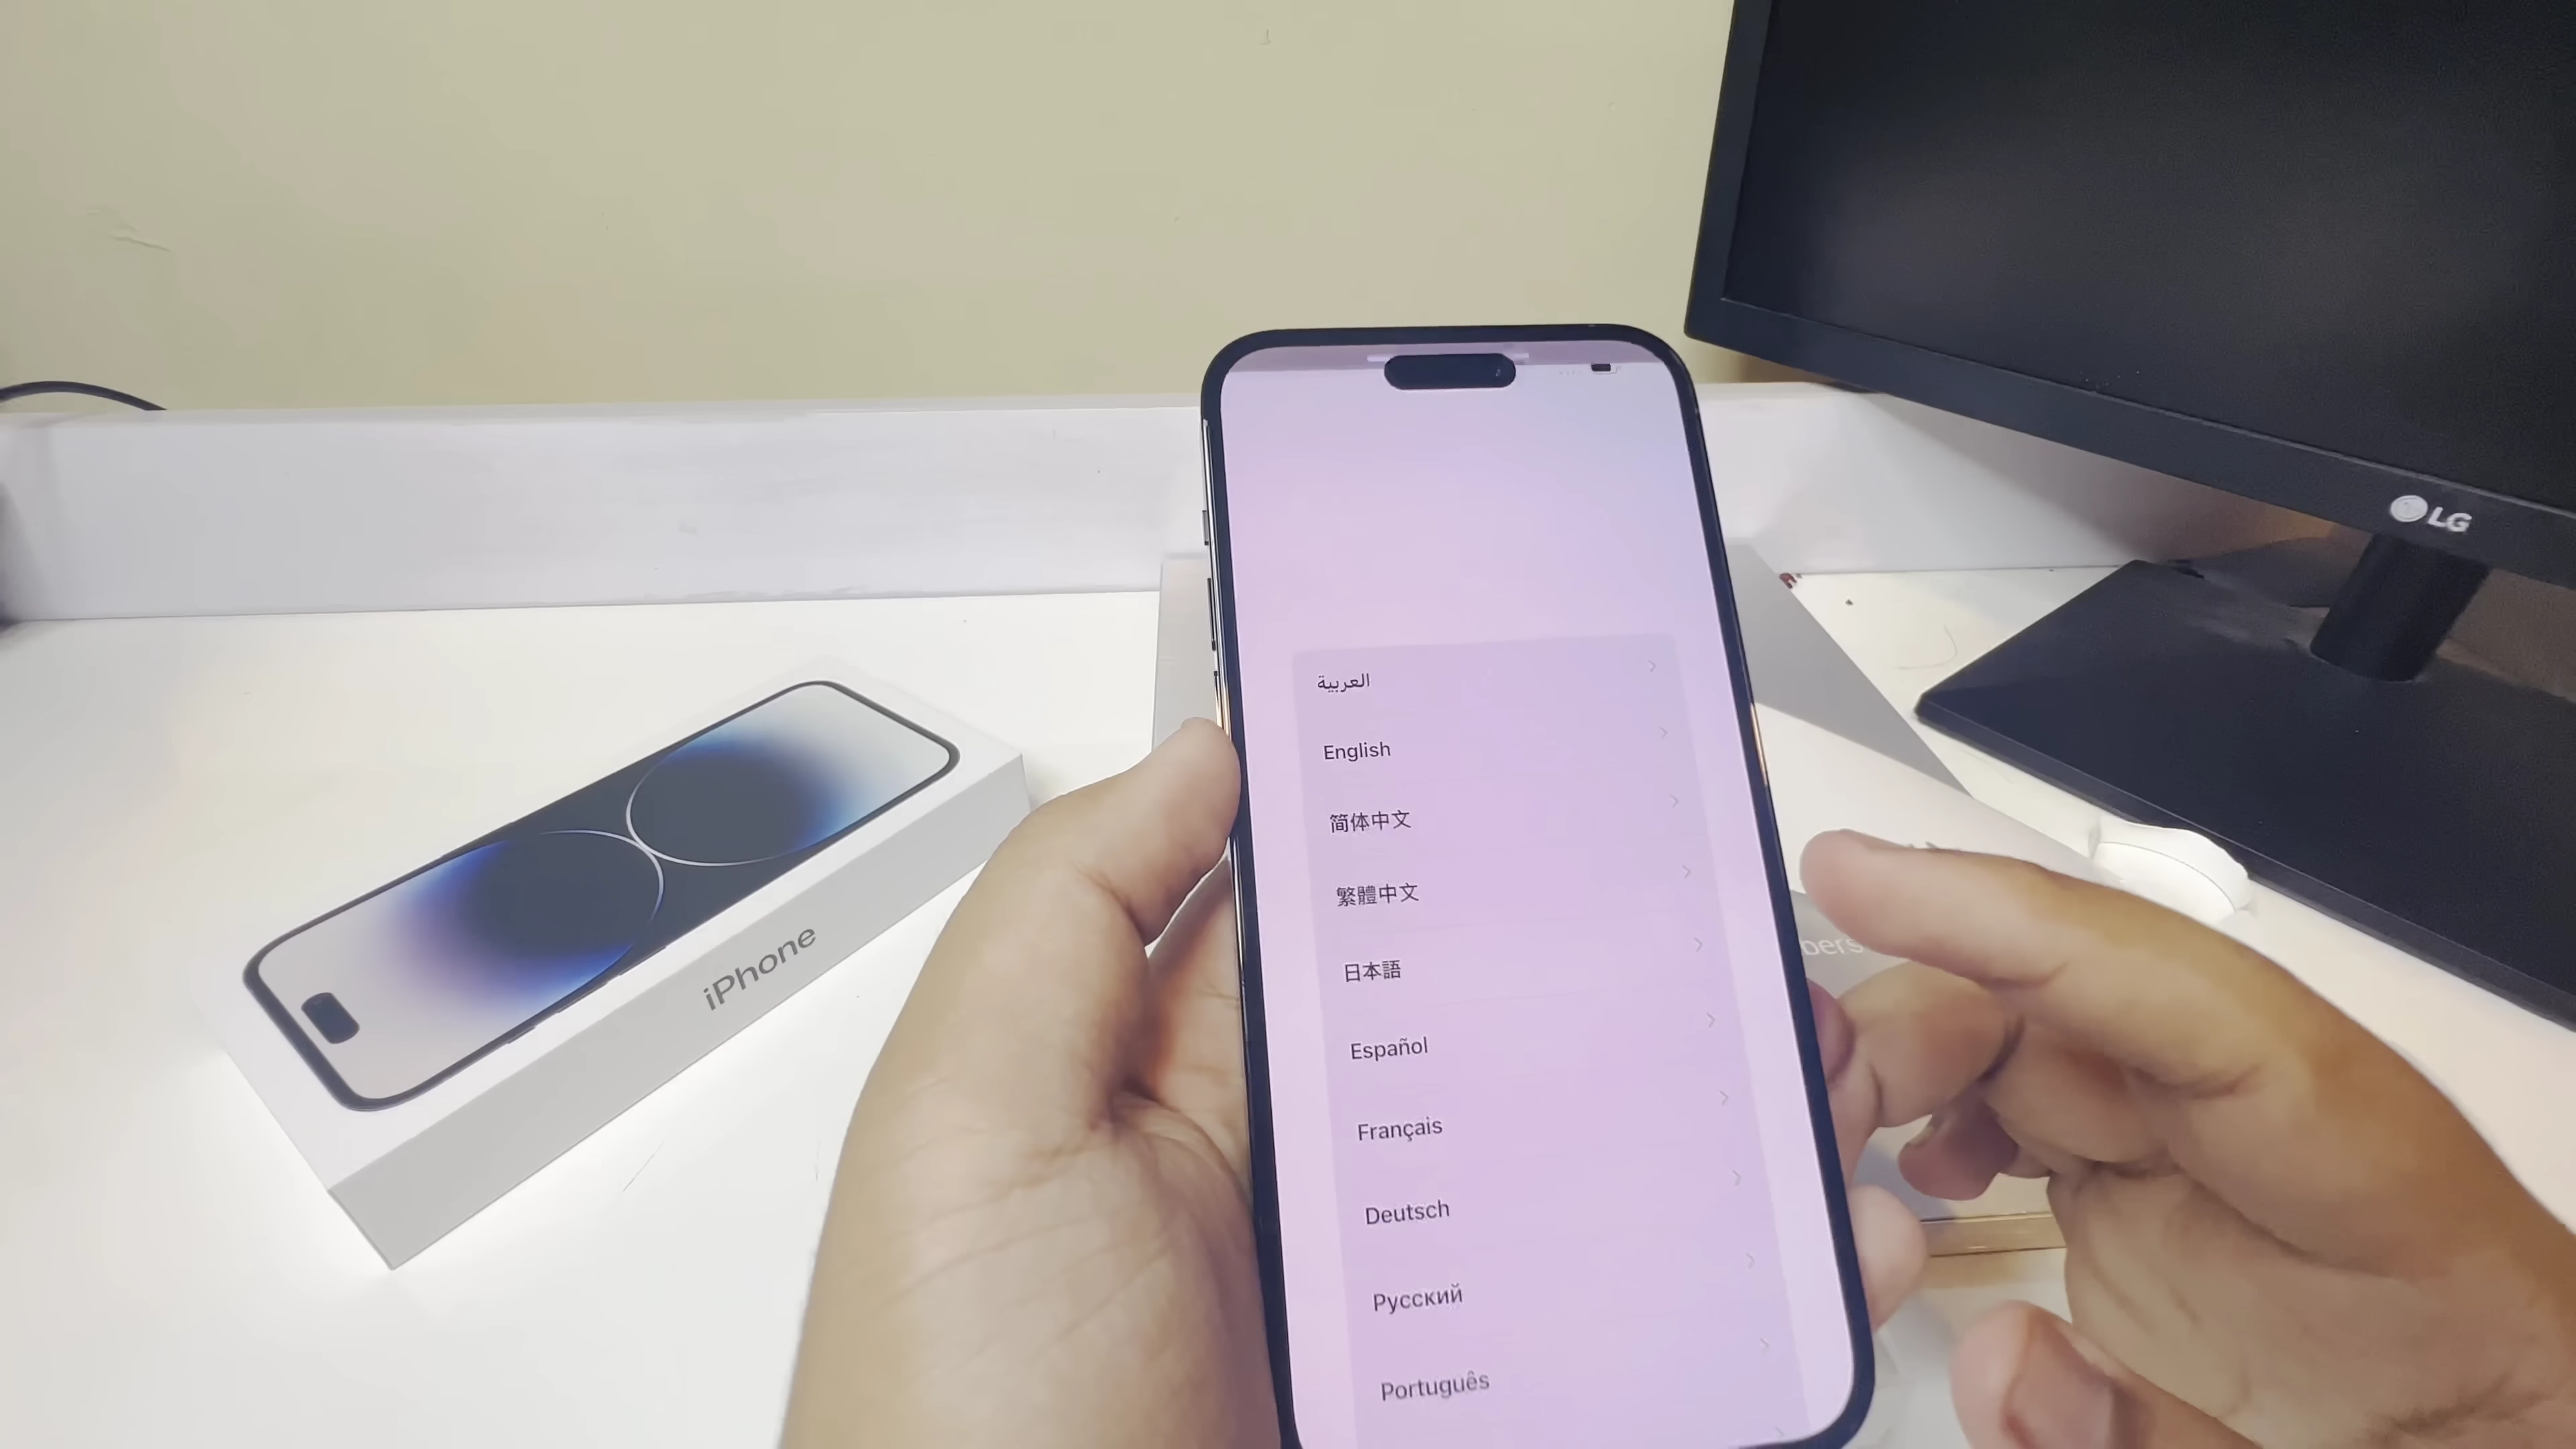 العربية
English
简体中文
繁體中文
日本語
Español
Français
Deutsch
Русский
Português
iPhone
LG